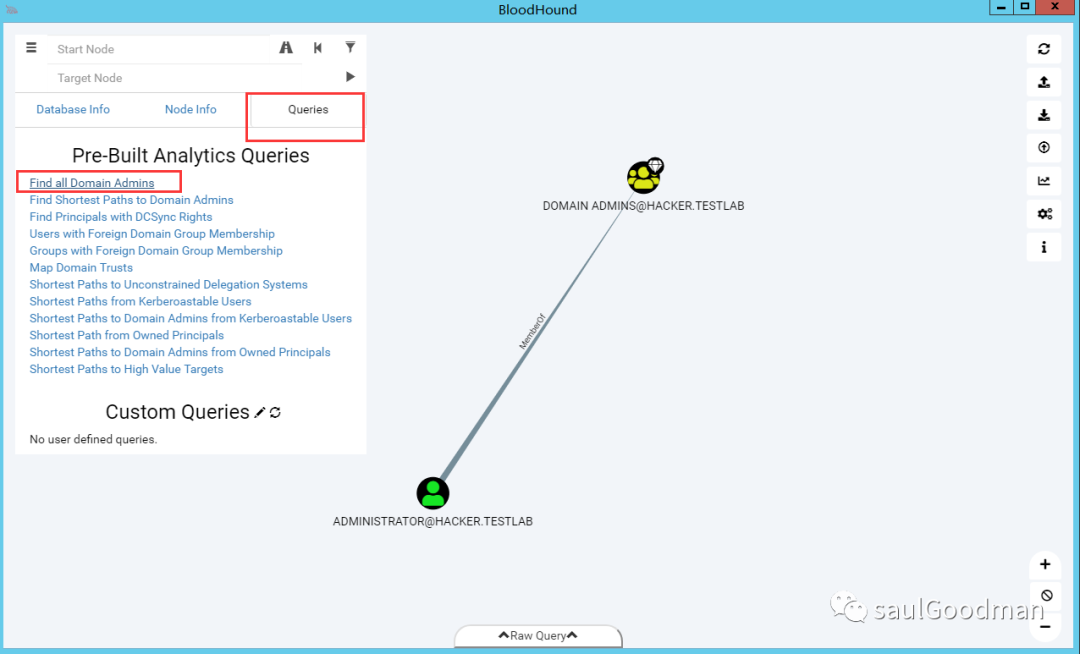 BloodHound
Start Node
Target Node
Database Info
Node Info
Queries
Pre-Built Analytics Queries
Find all Domain Admins
Find Shortest Paths to Domain Admins
Find Principals with DCSync Rights
Users with Foreign Domain Group Membership
Groups with Foreign Domain Group Membership
Map Domain Trusts
Shortest Paths to Unconstrained Delegation Systems
Shortest Paths from Kerberoastable Users
Shortest Paths to Domain Admins from Kerberoastable Users
Shortest Path from Owned Principals
Shortest Paths to Domain Admins from Owned Principals
Shortest Paths to High Value Targets
Custom Queries
No user defined queries.
DOMAIN ADMINS@HACKER.TESTLAB
MemberOf
ADMINISTRATOR@HACKER.TESTLAB
Raw Query
saulGoodman